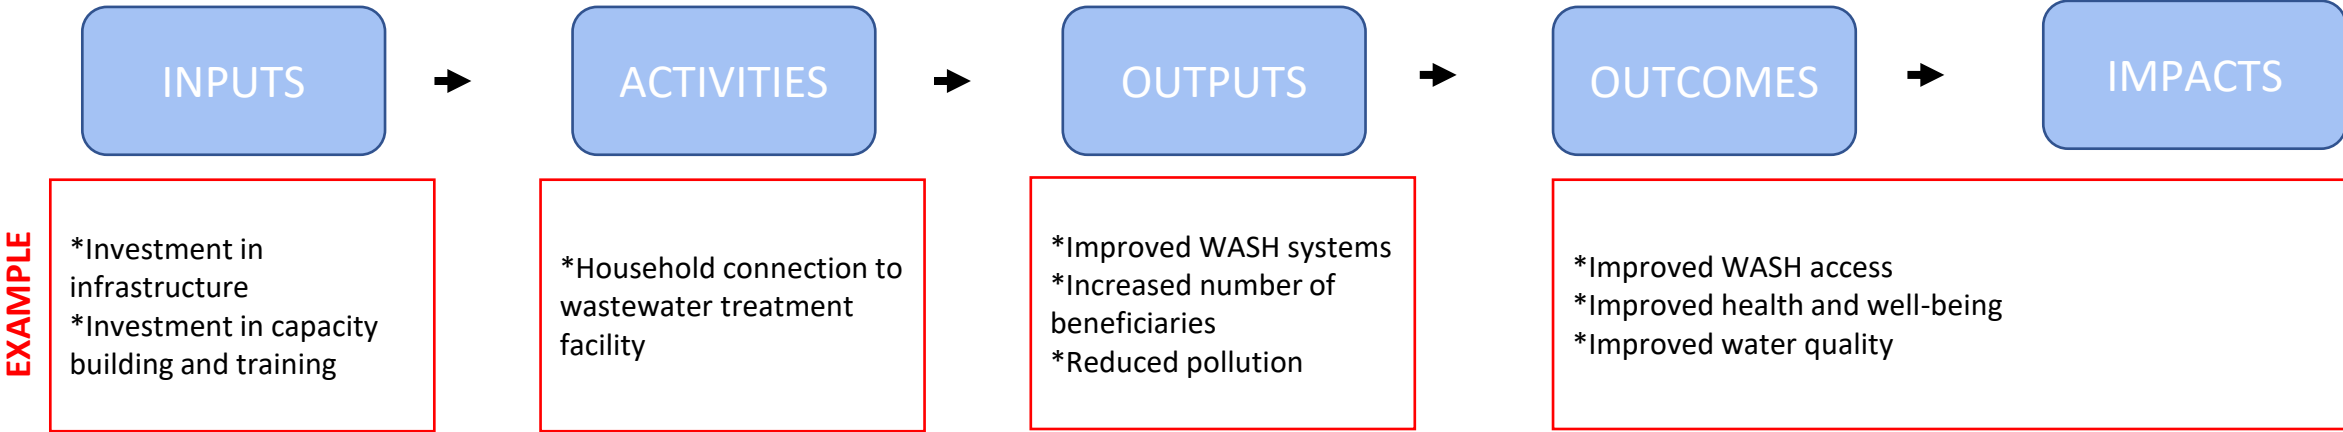 INPUTS
ACTIVITIES
OUTPUTS
OUTCOMES
IMPACTS
EXAMPLE
*Investment in
infrastructure
*Investment in capacity
building and training
*Household connection to
wastewater treatment
facility
*Improved WASH systems
*Increased number of
beneficiaries
*Reduced pollution
*Improved WASH access
*Improved health and well-being
*Improved water quality